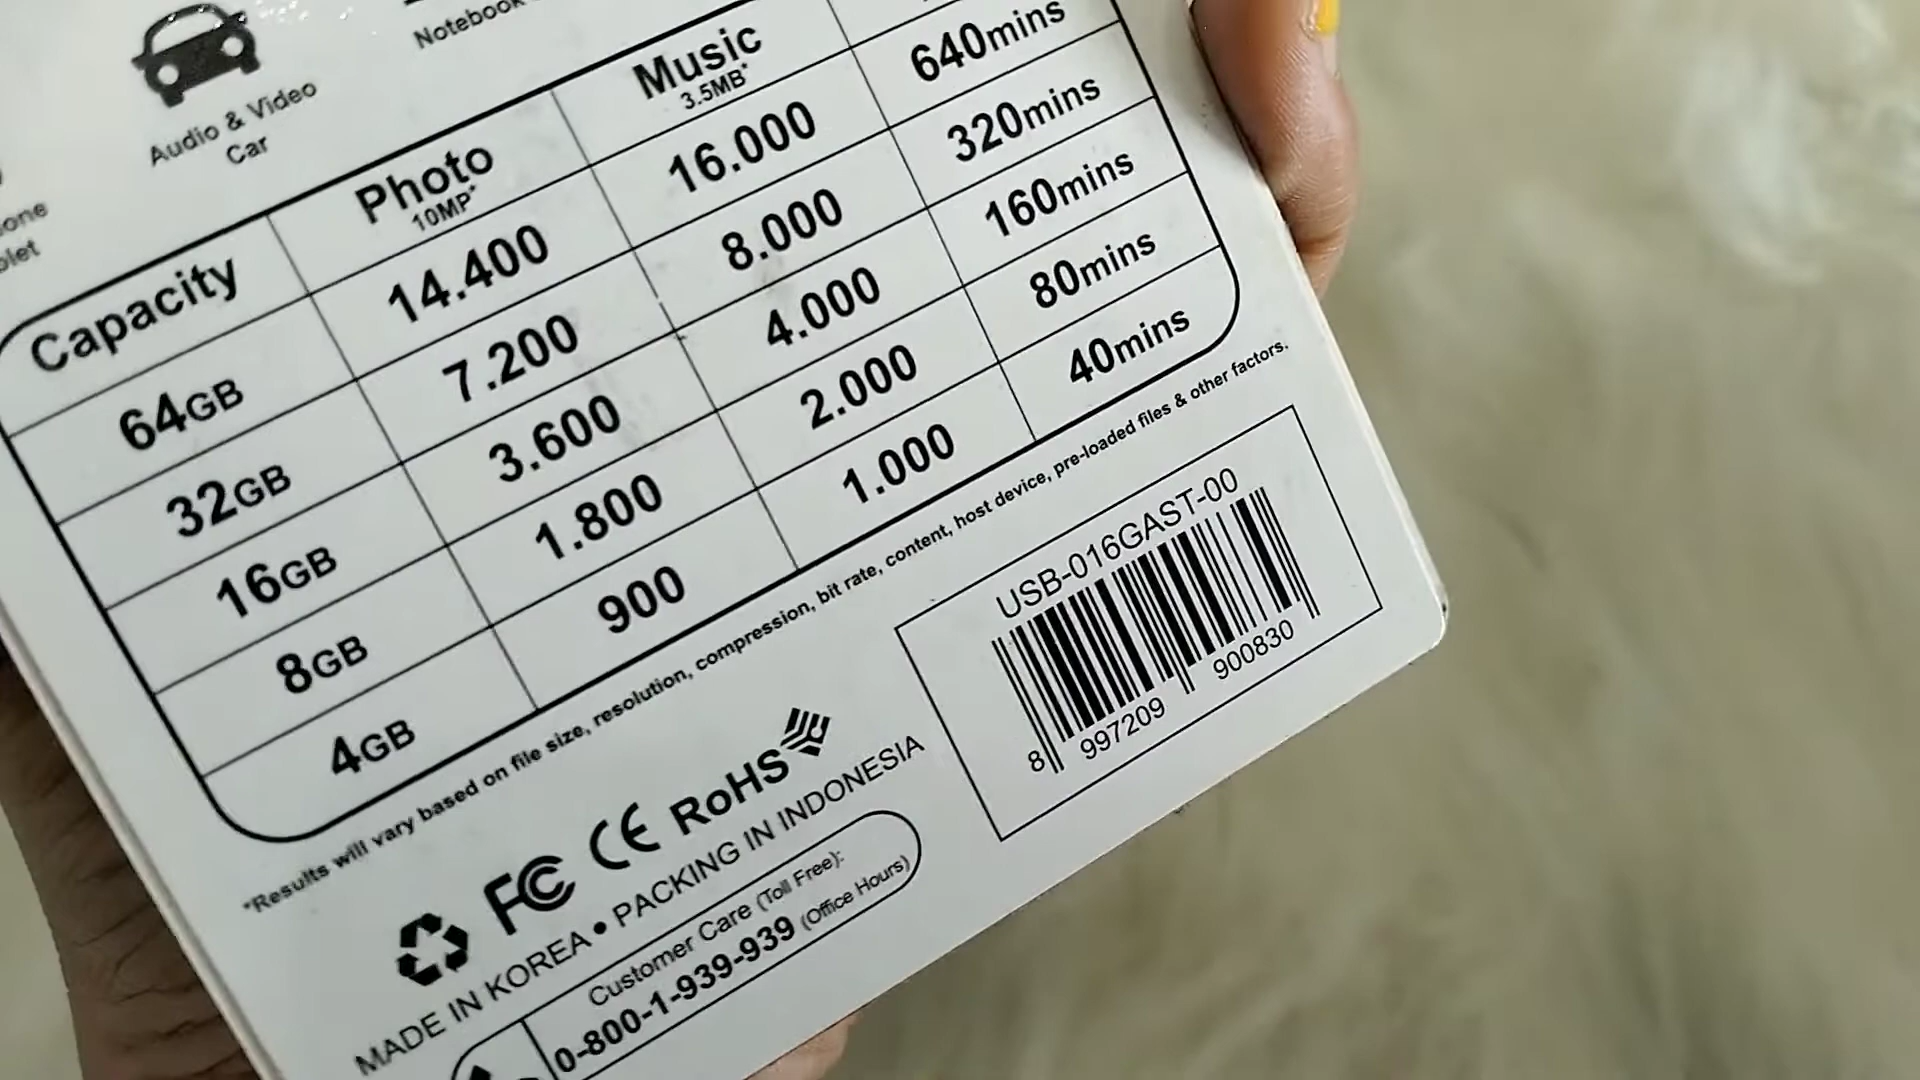 Notebook
Audio & Video
Car
Capacity Photo Music
10MP* 3.5MB*
64GB 14.400 16.000 640mins
32GB 7.200 8.000 320mins
16GB 3.600 4.000 160mins
8GB 1.800 2.000 80mins
4GB 900 1.000 40mins
*Results will vary based on file size, resolution, compression, bit rate, content, host device, pre-loaded files & other factors.
USB-016GAST-00
8 997209 900830
FC CE RoHS
MADE IN KOREA • PACKING IN INDONESIA
Customer Care (Toll Free):
0-800-1-939-939 (Office Hours)